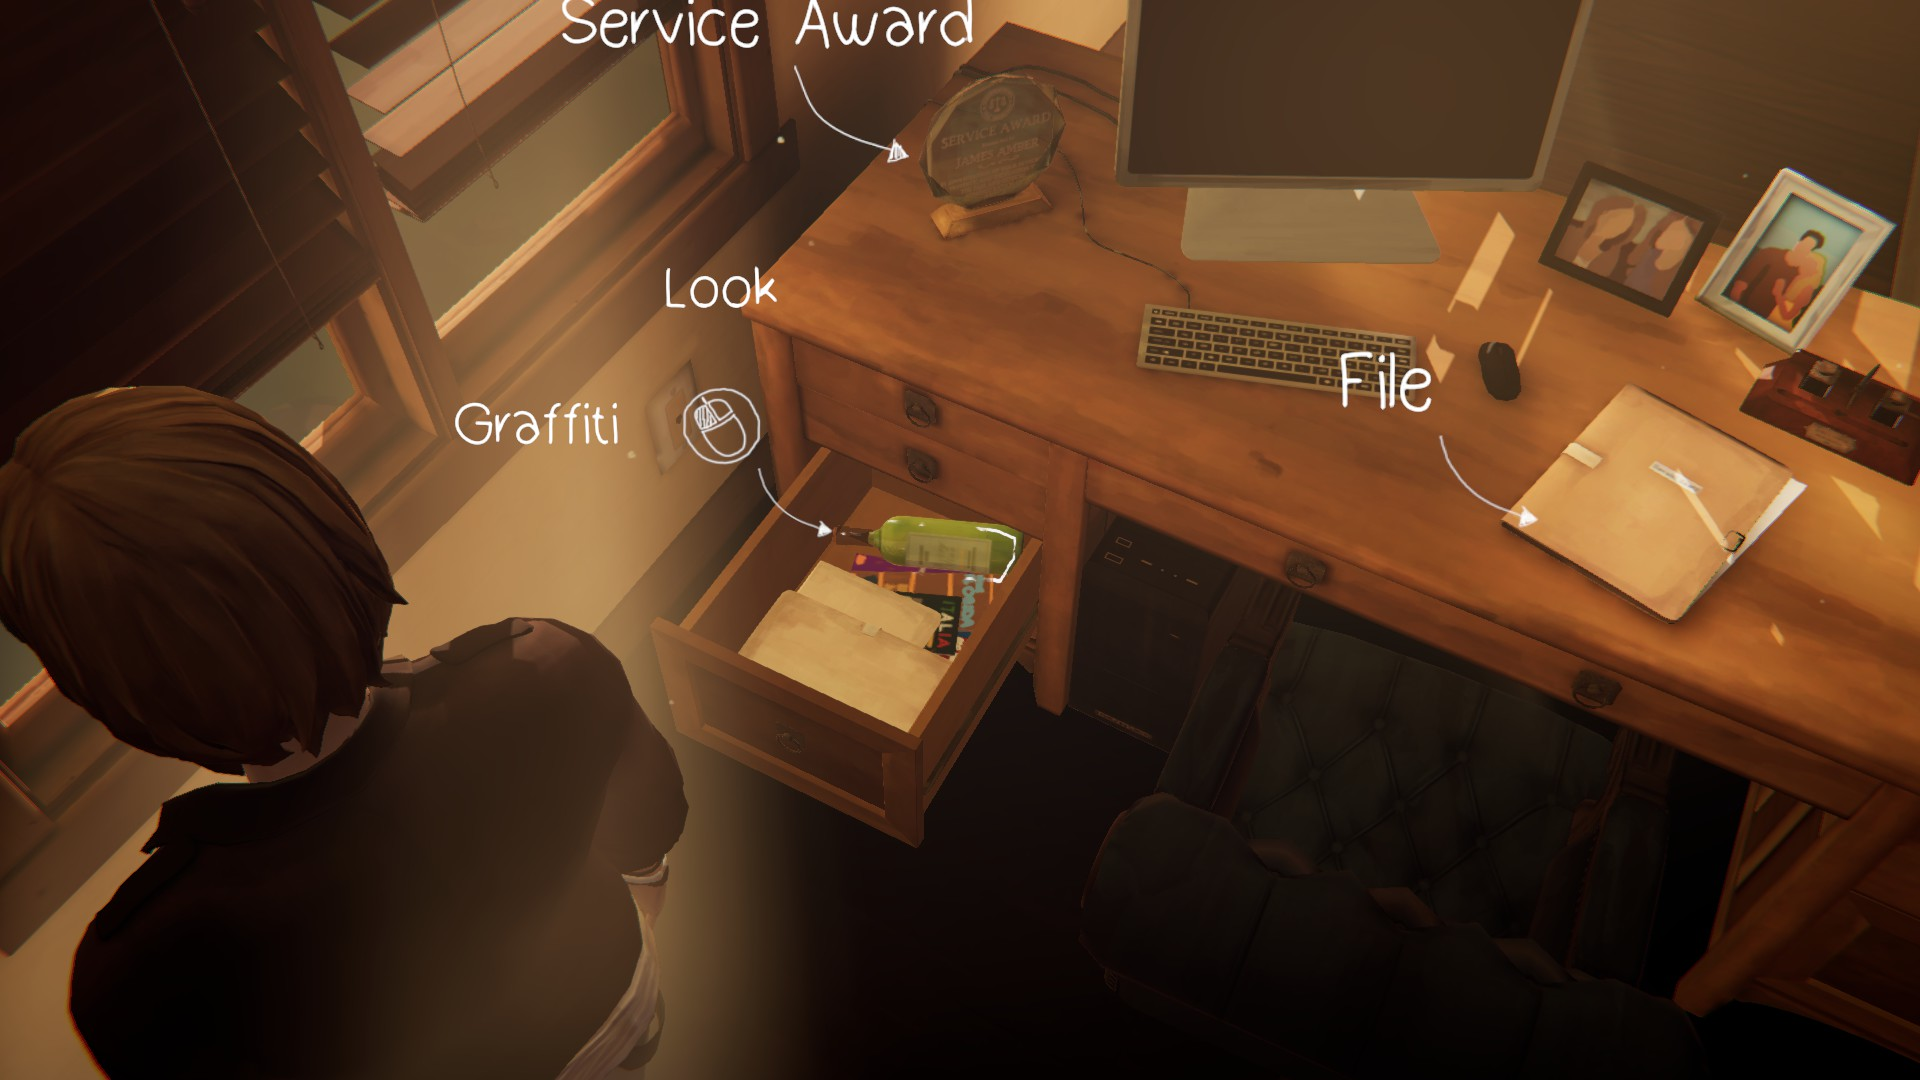 Service Award
SERVICE AWARD
JAMES AMBER
Look
File
Graffiti
ITALIA